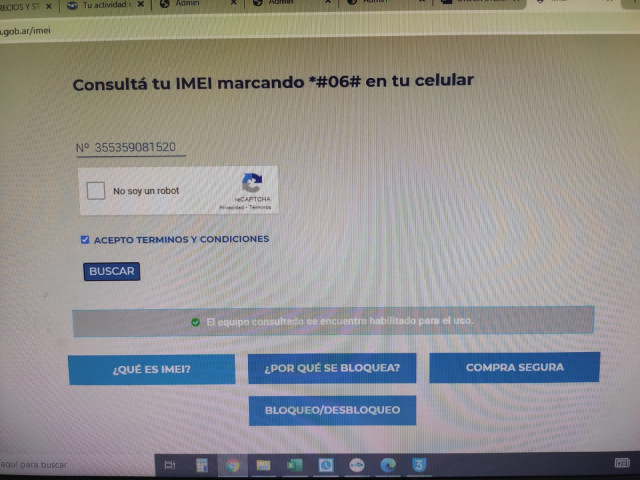 RECIOS Y ST
Tu actividad
Admin
Admin
Admin
.gob.ar/imei
Consultá tu IMEI marcando *#06# en tu celular
Nº 355359081520
No soy un robot
reCAPTCHA
Privacidad - Términos
ACEPTO TERMINOS Y CONDICIONES
BUSCAR
El equipo consultado se encuentra habilitado para el uso.
¿QUÉ ES IMEI?
¿POR QUÉ SE BLOQUEA?
COMPRA SEGURA
BLOQUEO/DESBLOQUEO
aquí para buscar